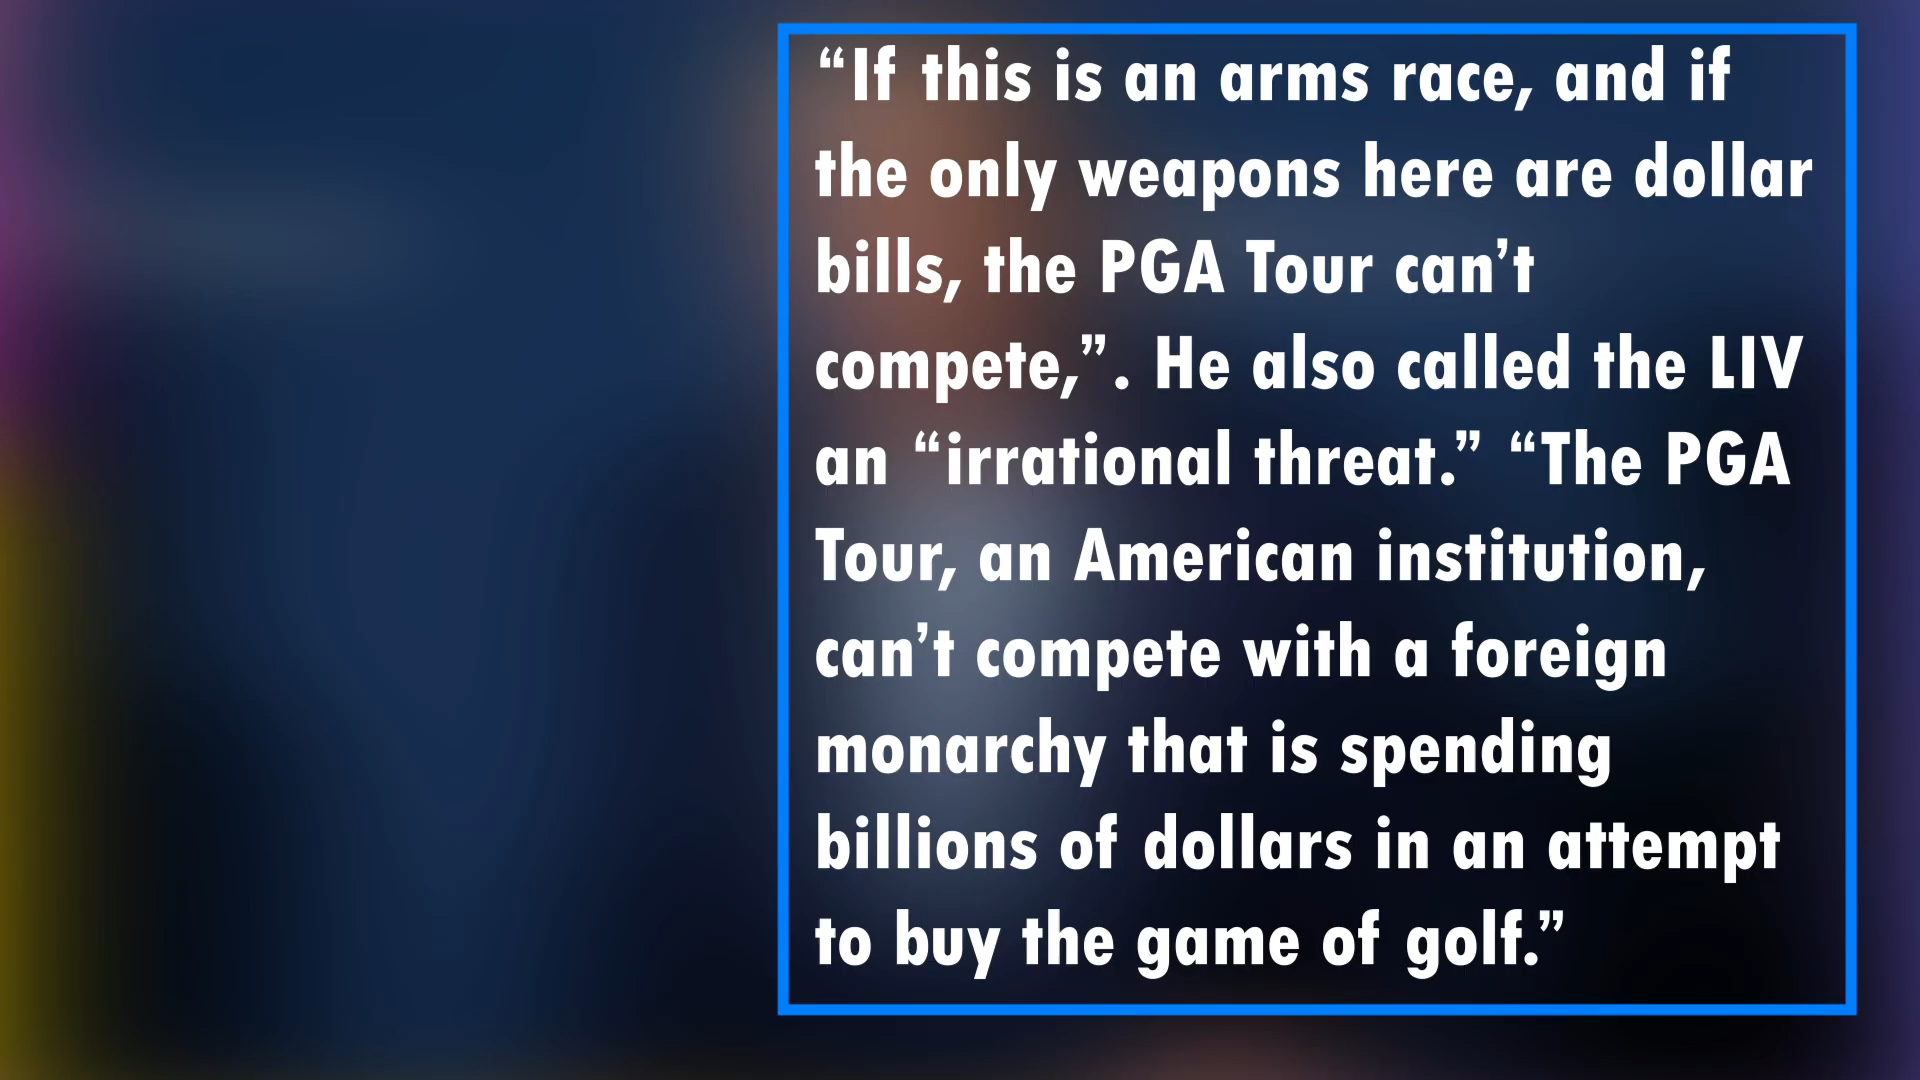 “If this is an arms race, and if
the only weapons here are dollar
bills, the PGA Tour can’t
compete,”. He also called the LIV
an “irrational threat.” “The PGA
Tour, an American institution,
can’t compete with a foreign
monarchy that is spending
billions of dollars in an attempt
to buy the game of golf.”